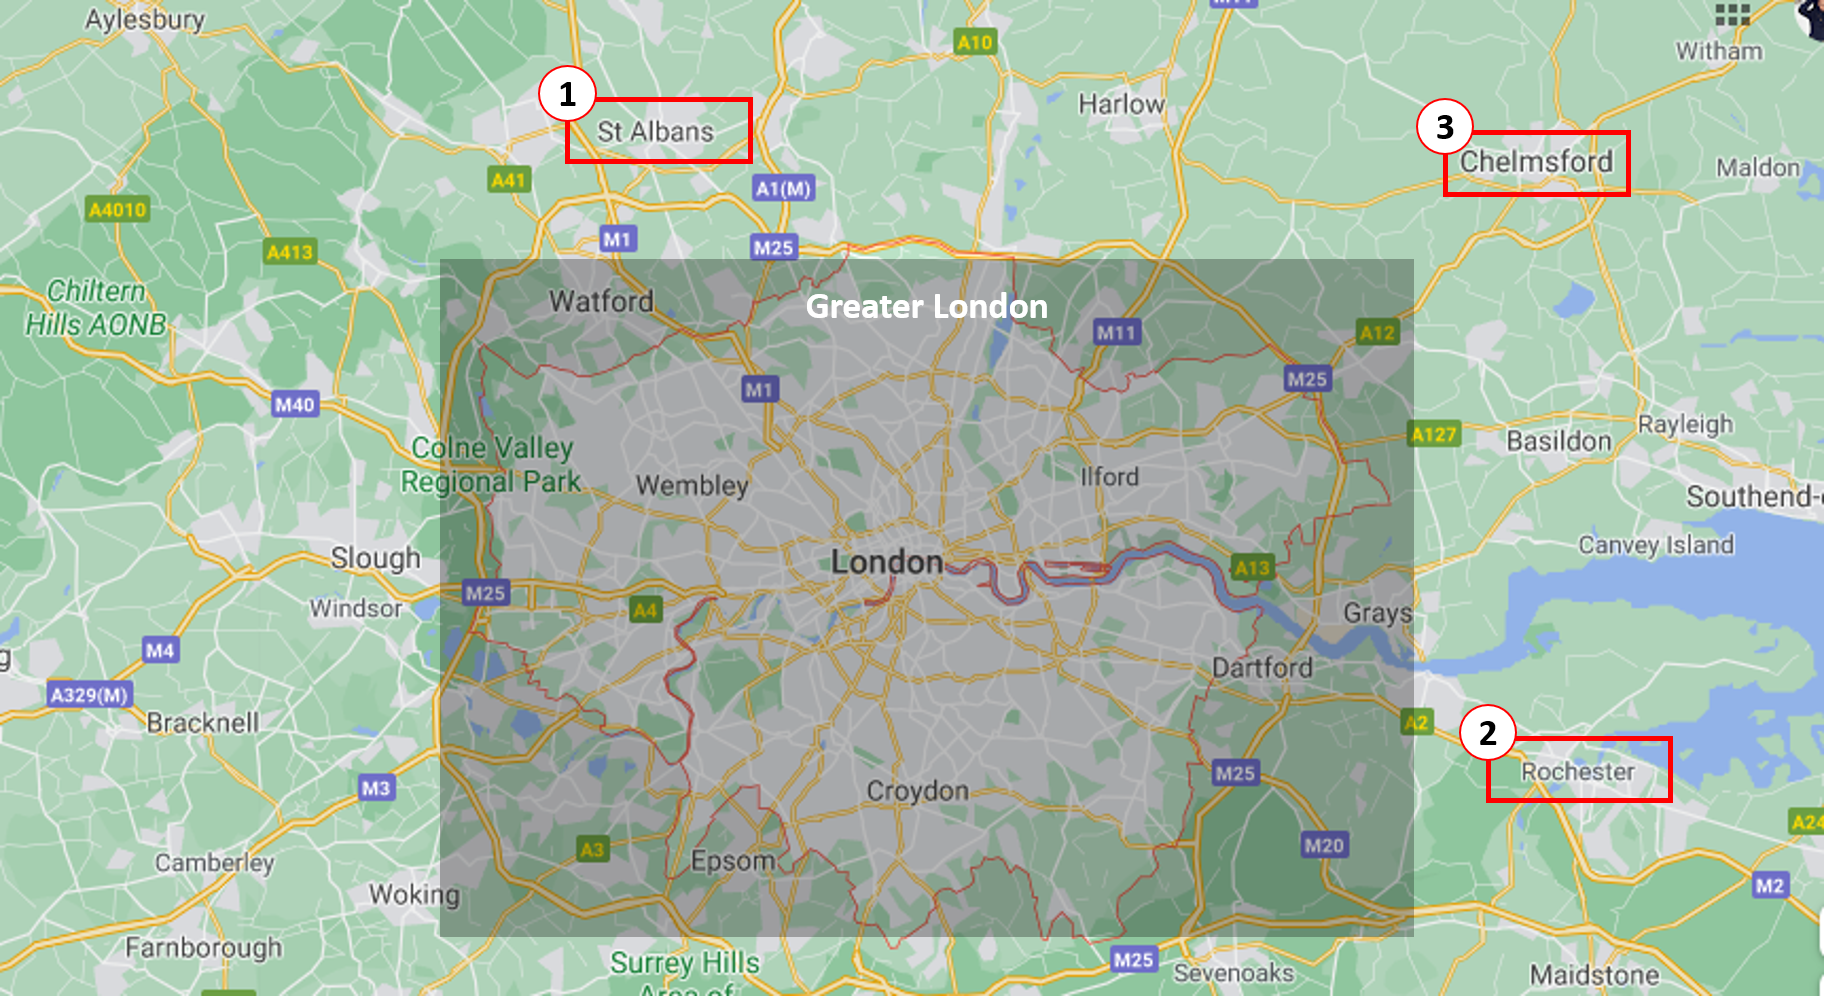 Aylesbury
A10
M11
Witham
1
St Albans
Harlow
3
Chelmsford
Maldon
A41
A1(M)
A4010
M1
M25
A413
Chiltern
Hills AONB
Watford
Greater London
M11
A12
M1
M25
M40
Colne Valley
Regional Park
A127
Basildon
Rayleigh
Wembley
Ilford
Southend-
London
Canvey Island
Slough
A13
M25
Windsor
A4
Grays
M4
g
Dartford
A329(M)
Bracknell
A2
2
M3
Croydon
M25
Rochester
A24
A3
Epsom
M20
Camberley
Woking
M2
Farnborough
Surrey Hills
Area of
M25
Sevenoaks
Maidstone